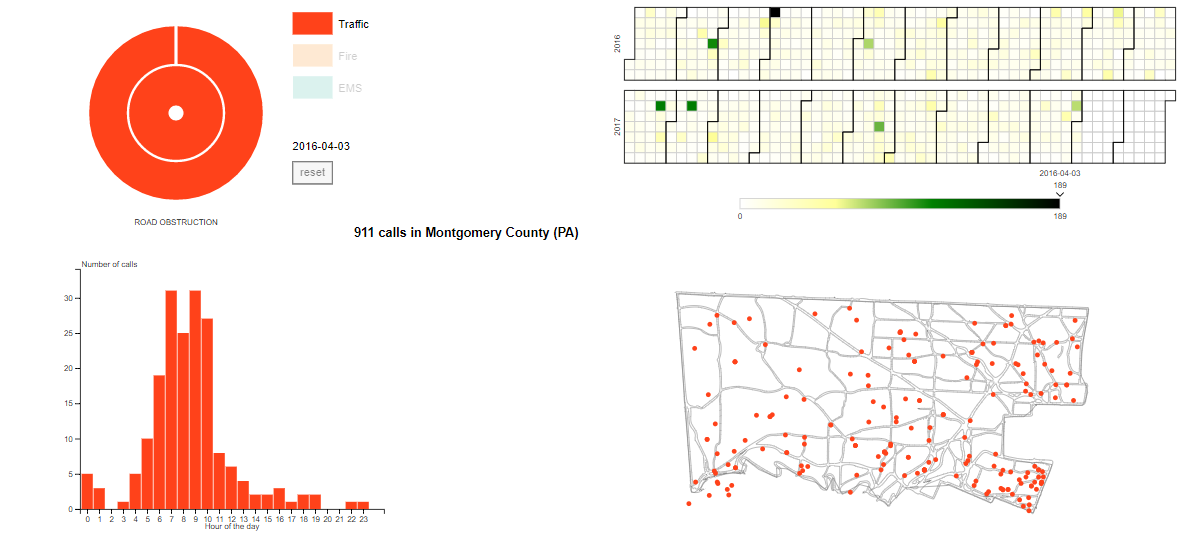 Traffic
Fire
EMS
2016-04-03
reset
ROAD OBSTRUCTION
2016
2017
2016-04-03
189
0 189
911 calls in Montgomery County (PA)
Number of calls
30
25
20
15
10
5
0
0 1 2 3 4 5 6 7 8 9 10 11 12 13 14 15 16 17 18 19 20 21 22 23
Hour of the day